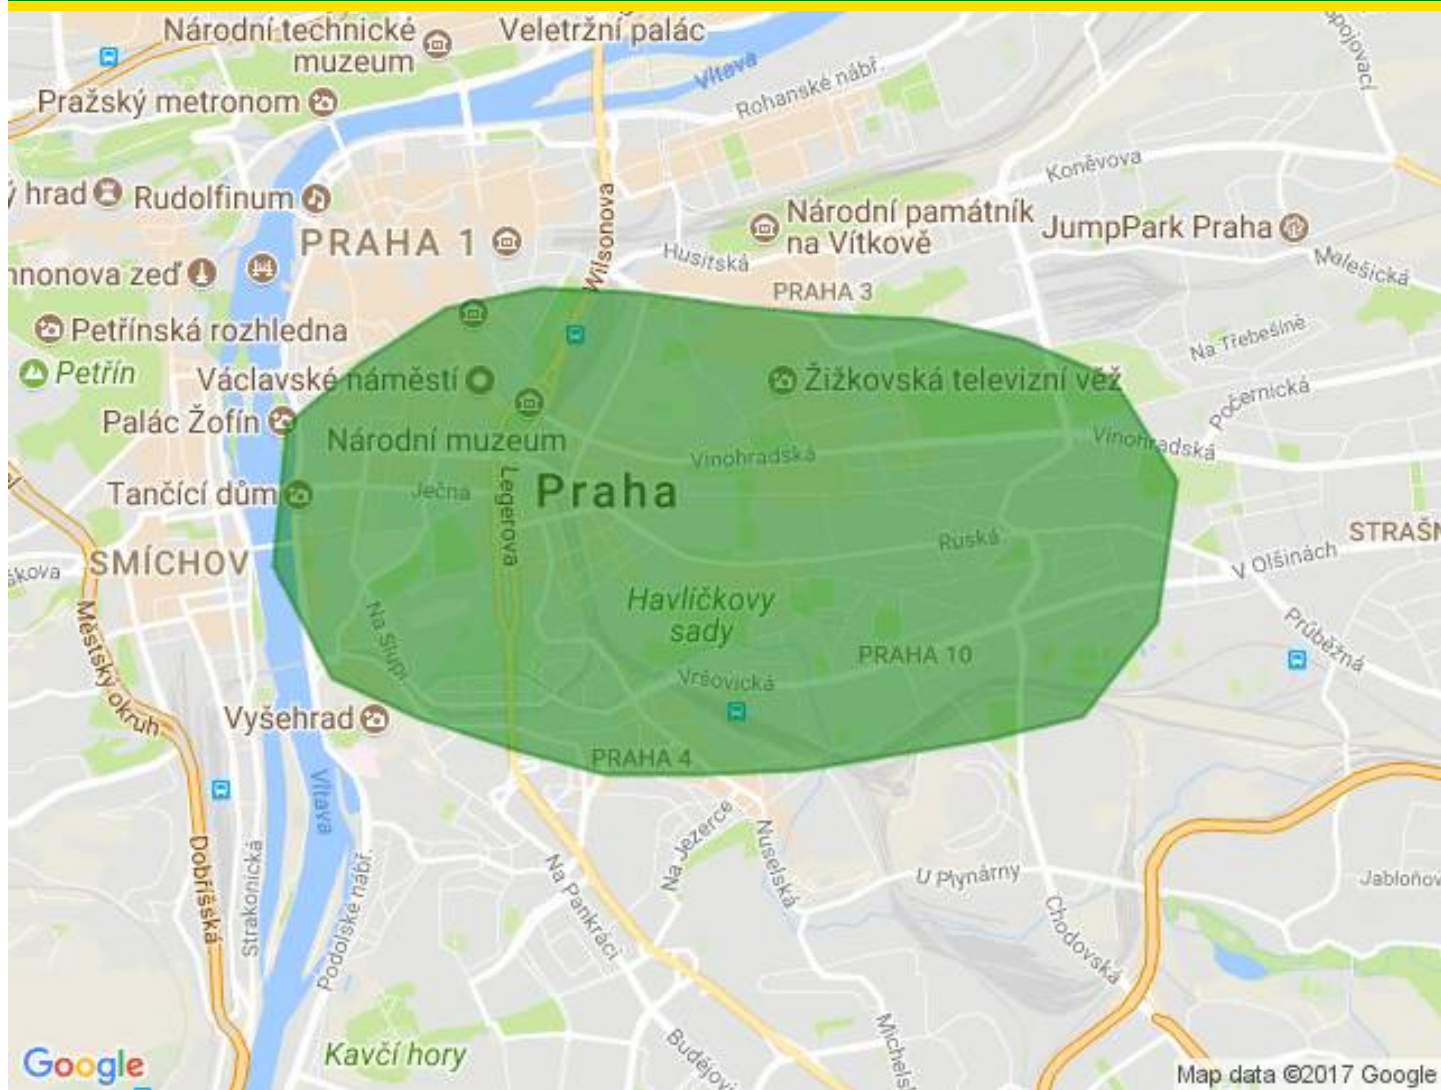 Národní technické
muzeum
Veletržní palác
Vltava
Spojovací
Pražský metronom
Rohanské nábř.
Koněvova
ý hrad
Rudolfinum
Wilsonova
Národní památník
na Vítkově
JumpPark Praha
PRAHA 1
Husitská
Malešická
nnonova zeď
PRAHA 3
Petřínská rozhledna
Na Třebešíně
Petřín
Václavské náměstí
Žižkovská televizní věž
Počernická
Palác Žofín
Národní muzeum
Vinohradská
Vinohradská
Tančící dům
Ječná
Legerova
Praha
Ruská
STRAŠN
V Olšinách
škova
SMÍCHOV
Havlíčkovy
sady
Na Slupi
Městský okruh
PRAHA 10
Průběžná
Vršovická
Vyšehrad
PRAHA 4
Vltava
Na Jezerce
Nuselská
Dobříšská
Strakonická
Podolské nábř.
Na Pankráci
U Plynárny
Jabloňov
Chodovská
Michels
Budějov
Kavčí hory
Google
Map data ©2017 Google